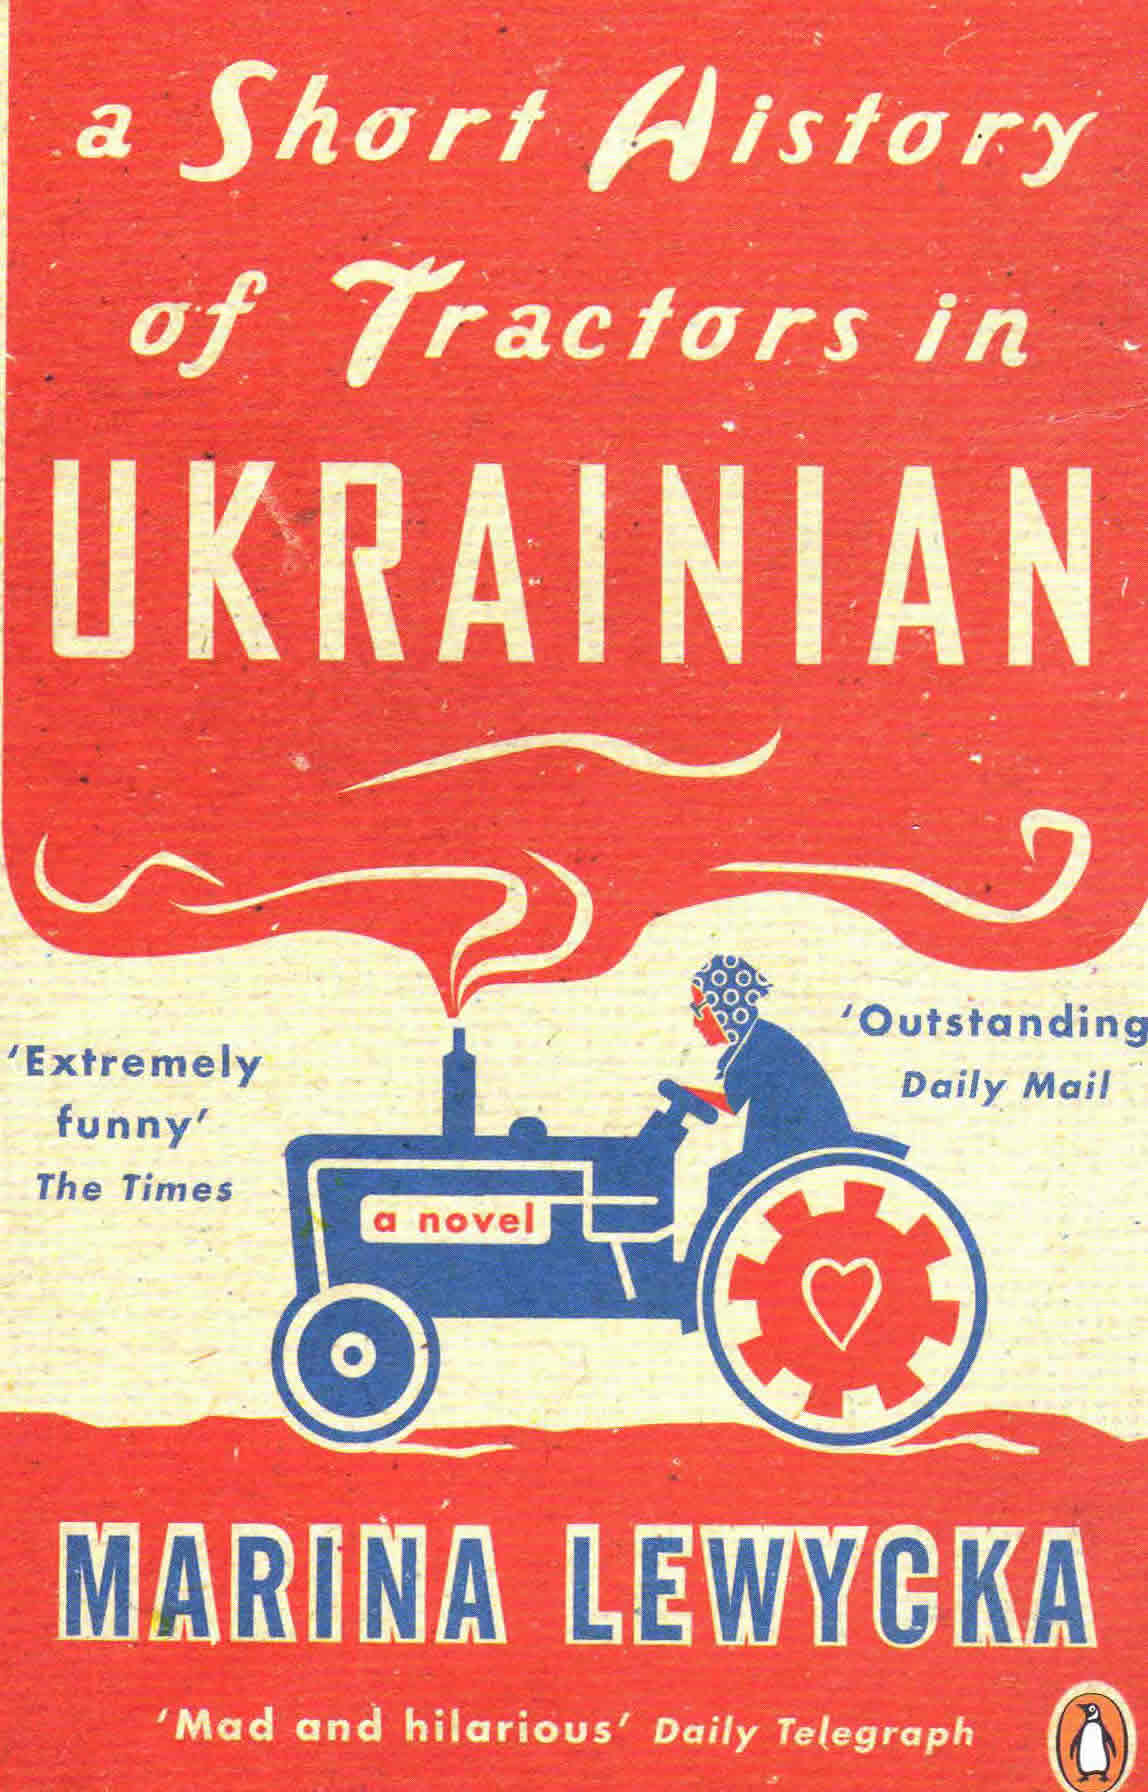 a Short History
of Tractors in
UKRAINIAN
'Extremely
funny'
The Times
'Outstanding
Daily Mail
a novel
MARINA LEWYCKA
'Mad and hilarious' Daily Telegraph